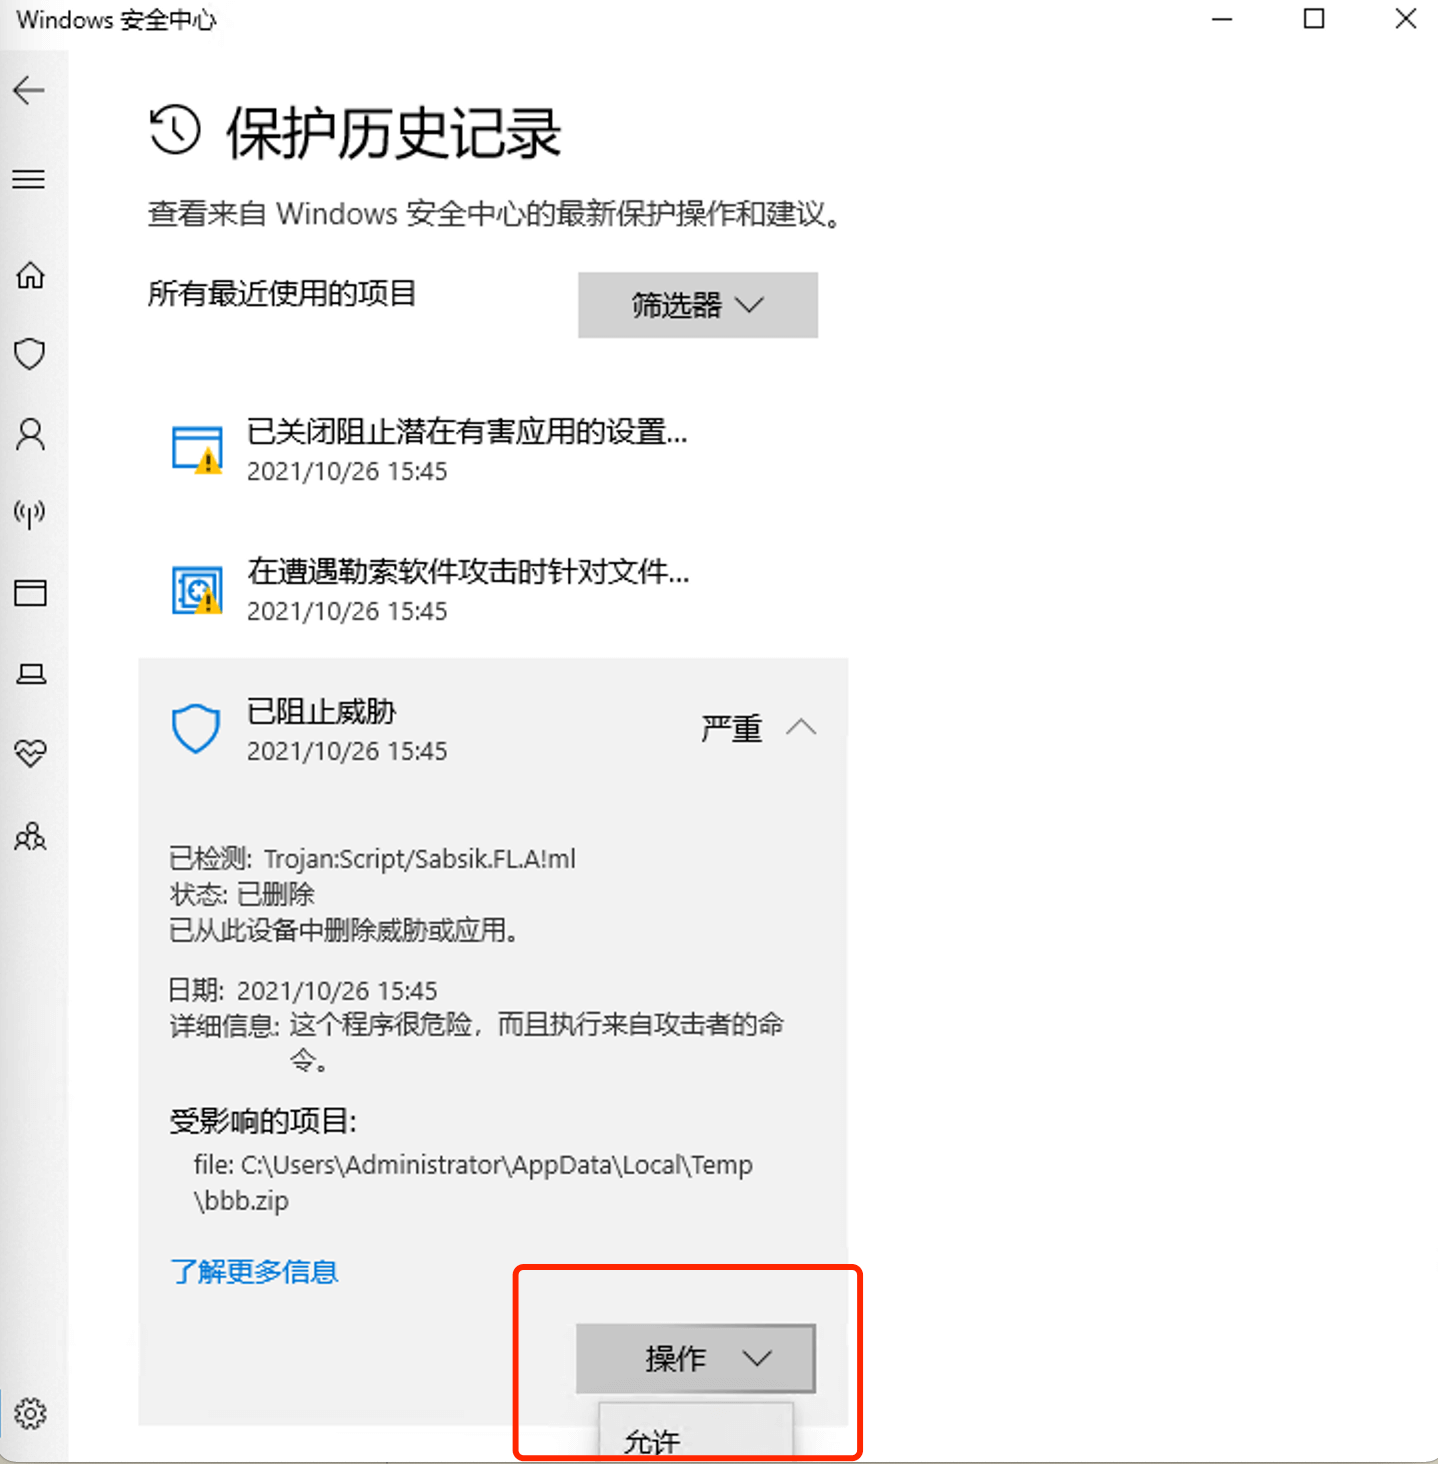 Windows 安全中心
保护历史记录
查看来自 Windows 安全中心的最新保护操作和建议。
所有最近使用的项目
筛选器
已关闭阻止潜在有害应用的设置...
2021/10/26 15:45
在遭遇勒索软件攻击时针对文件...
2021/10/26 15:45
已阻止威胁
严重
2021/10/26 15:45
已检测: Trojan:Script/Sabsik.FL.A!ml
状态: 已删除
已从此设备中删除威胁或应用。
日期: 2021/10/26 15:45
详细信息: 这个程序很危险，而且执行来自攻击者的命
令。
受影响的项目:
file: C:\Users\Administrator\AppData\Local\Temp
\bbb.zip
了解更多信息
操作
允许